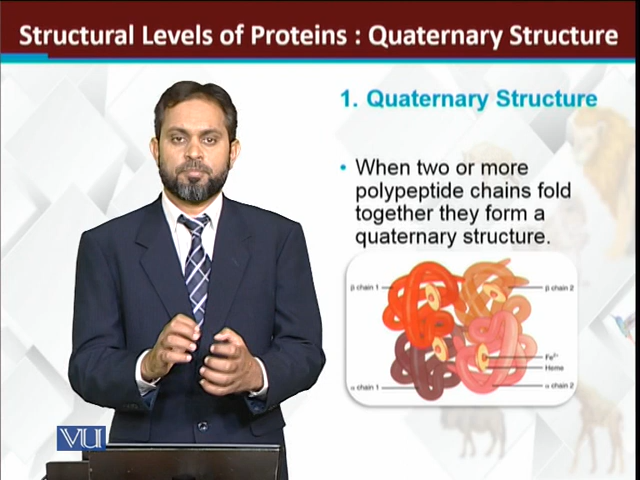 Structural Levels of Proteins : Quaternary Structure
1. Quaternary Structure
• When two or more
polypeptide chains fold
together they form a
quaternary structure.
β chain 1
β chain 2
Fe²⁺
Heme
α chain 1
α chain 2
VU